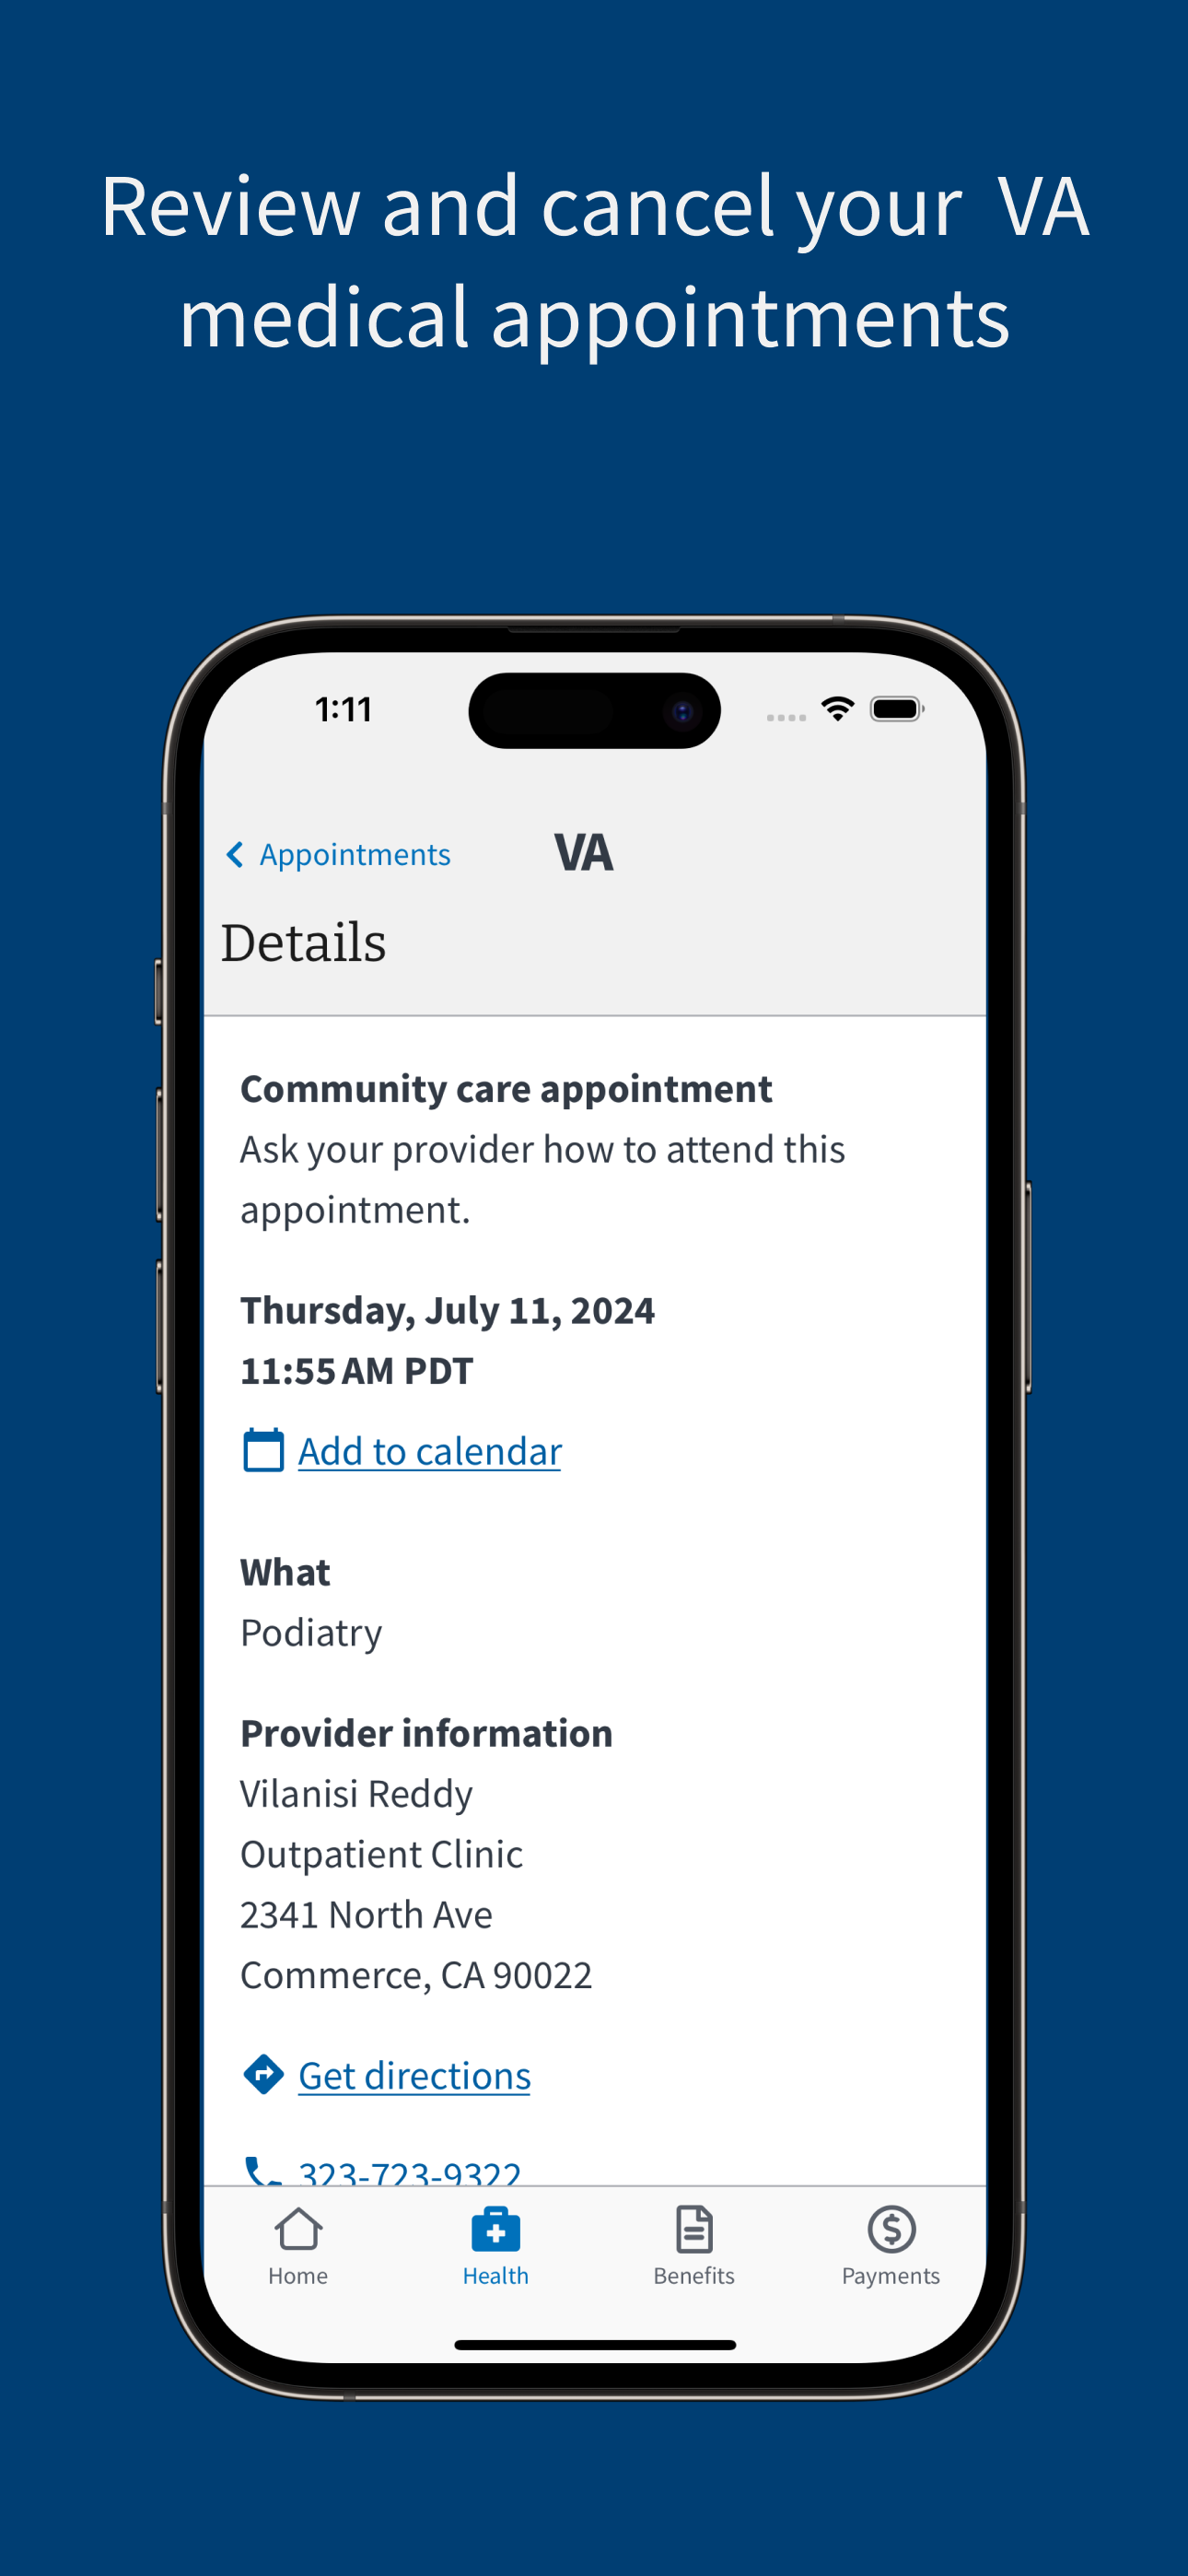 Review and cancel your  VA
medical appointments
1:11
Appointments
VA
Details
Community care appointment
Ask your provider how to attend this
appointment.
Thursday, July 11, 2024
11:55 AM PDT
Add to calendar
What
Podiatry
Provider information
Vilanisi Reddy
Outpatient Clinic
2341 North Ave
Commerce, CA 90022
Get directions
323-723-9322
Home
Health
Benefits
Payments